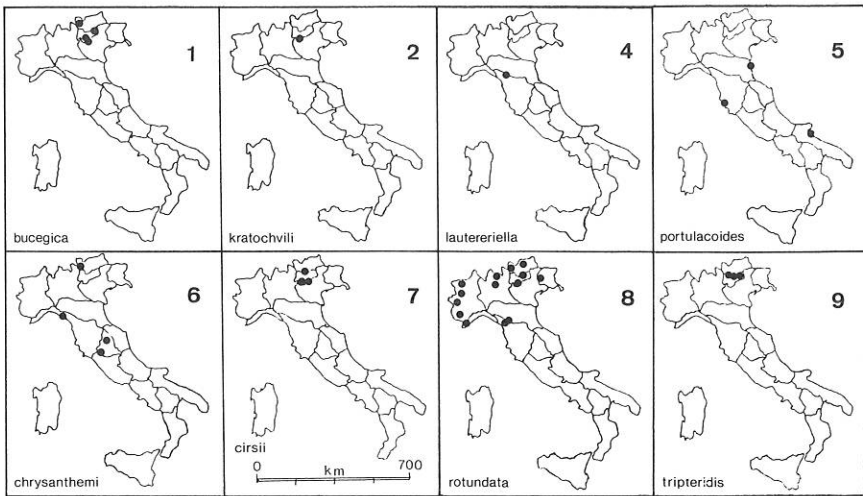 1
bucegica
2
kratochvili
4
lautereriella
5
portulacoides
6
chrysanthemi
7
cirsii
0 km 700
8
rotundata
9
tripteridis